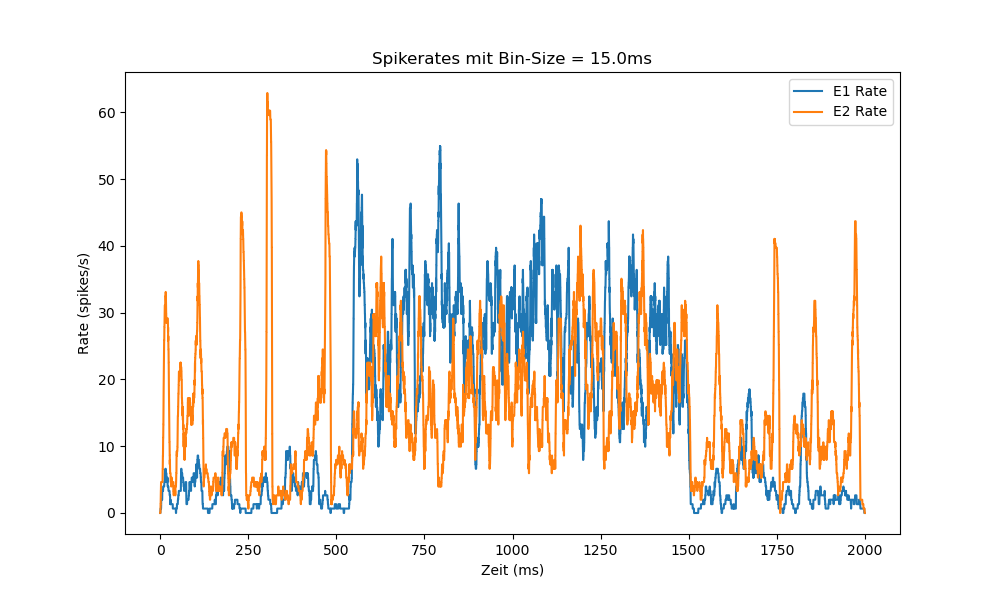 Spikerates mit Bin-Size = 15.0ms
E1 Rate
E2 Rate
60
50
40
30
20
10
0
Rate (spikes/s)
0 250 500 750 1000 1250 1500 1750 2000
Zeit (ms)